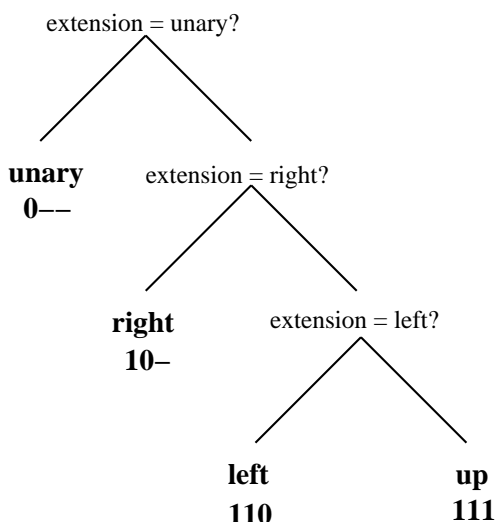 extension = unary?
unary
0−−
extension = right?
right
10−
extension = left?
left
110
up
111